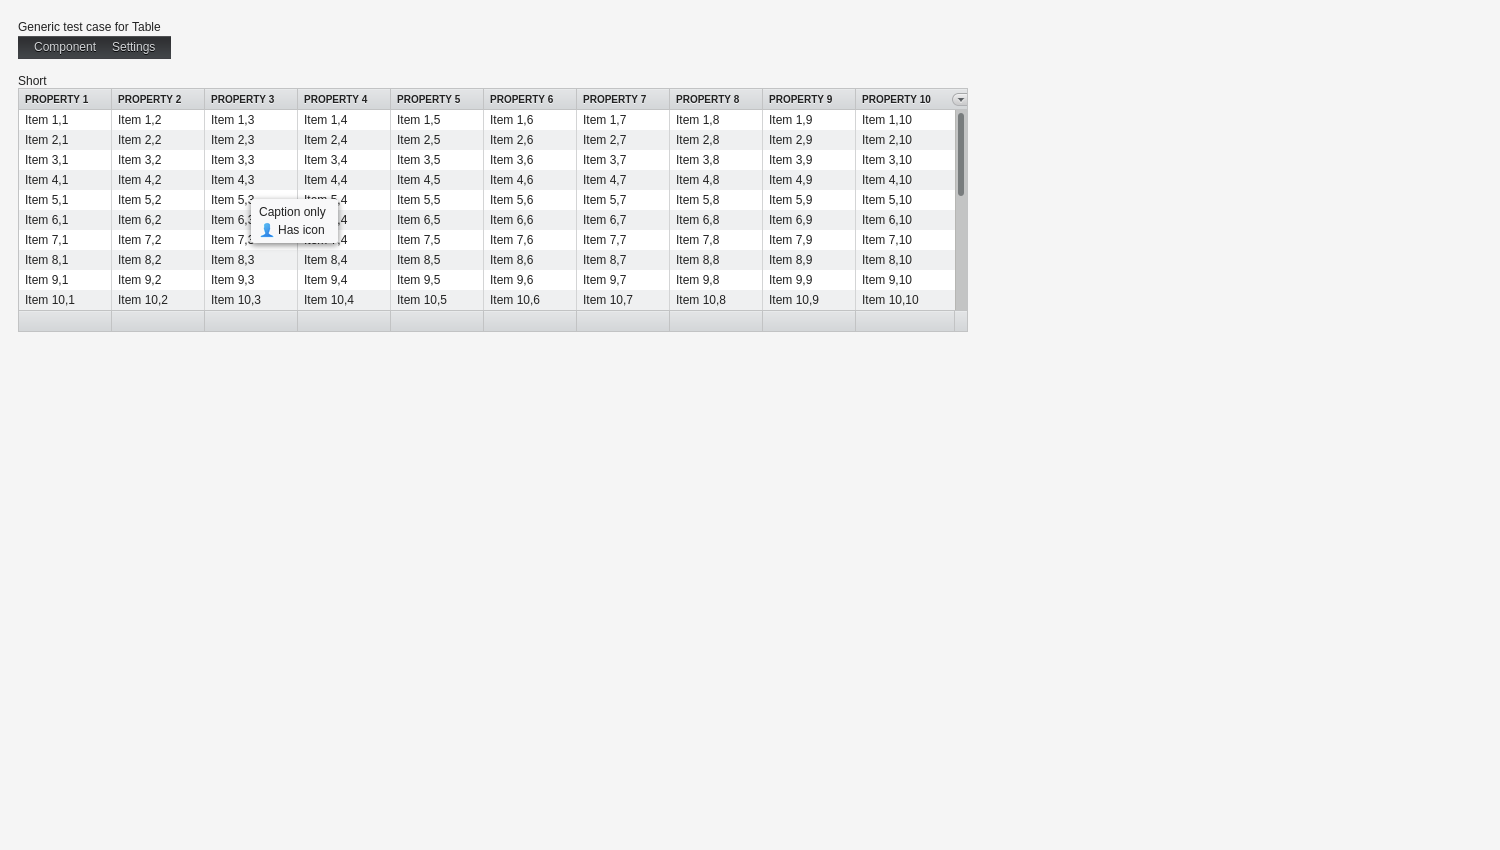 Generic test case for Table
Component Settings
Short
PROPERTY 1 PROPERTY 2 PROPERTY 3 PROPERTY 4 PROPERTY 5 PROPERTY 6 PROPERTY 7 PROPERTY 8 PROPERTY 9 PROPERTY 10
Item 1,1 Item 1,2 Item 1,3 Item 1,4 Item 1,5 Item 1,6 Item 1,7 Item 1,8 Item 1,9 Item 1,10
Item 2,1 Item 2,2 Item 2,3 Item 2,4 Item 2,5 Item 2,6 Item 2,7 Item 2,8 Item 2,9 Item 2,10
Item 3,1 Item 3,2 Item 3,3 Item 3,4 Item 3,5 Item 3,6 Item 3,7 Item 3,8 Item 3,9 Item 3,10
Item 4,1 Item 4,2 Item 4,3 Item 4,4 Item 4,5 Item 4,6 Item 4,7 Item 4,8 Item 4,9 Item 4,10
Item 5,1 Item 5,2 Item 5,3 Item 5,4 Item 5,5 Item 5,6 Item 5,7 Item 5,8 Item 5,9 Item 5,10
Caption only
Item 6,1 Item 6,2 Item 6,3 Item 6,5 Item 6,6 Item 6,7 Item 6,8 Item 6,9 Item 6,10
Has icon
Item 7,1 Item 7,2 Item 7,3 Item 7,5 Item 7,6 Item 7,7 Item 7,8 Item 7,9 Item 7,10
Item 8,1 Item 8,2 Item 8,3 Item 8,4 Item 8,5 Item 8,6 Item 8,7 Item 8,8 Item 8,9 Item 8,10
Item 9,1 Item 9,2 Item 9,3 Item 9,4 Item 9,5 Item 9,6 Item 9,7 Item 9,8 Item 9,9 Item 9,10
Item 10,1 Item 10,2 Item 10,3 Item 10,4 Item 10,5 Item 10,6 Item 10,7 Item 10,8 Item 10,9 Item 10,10